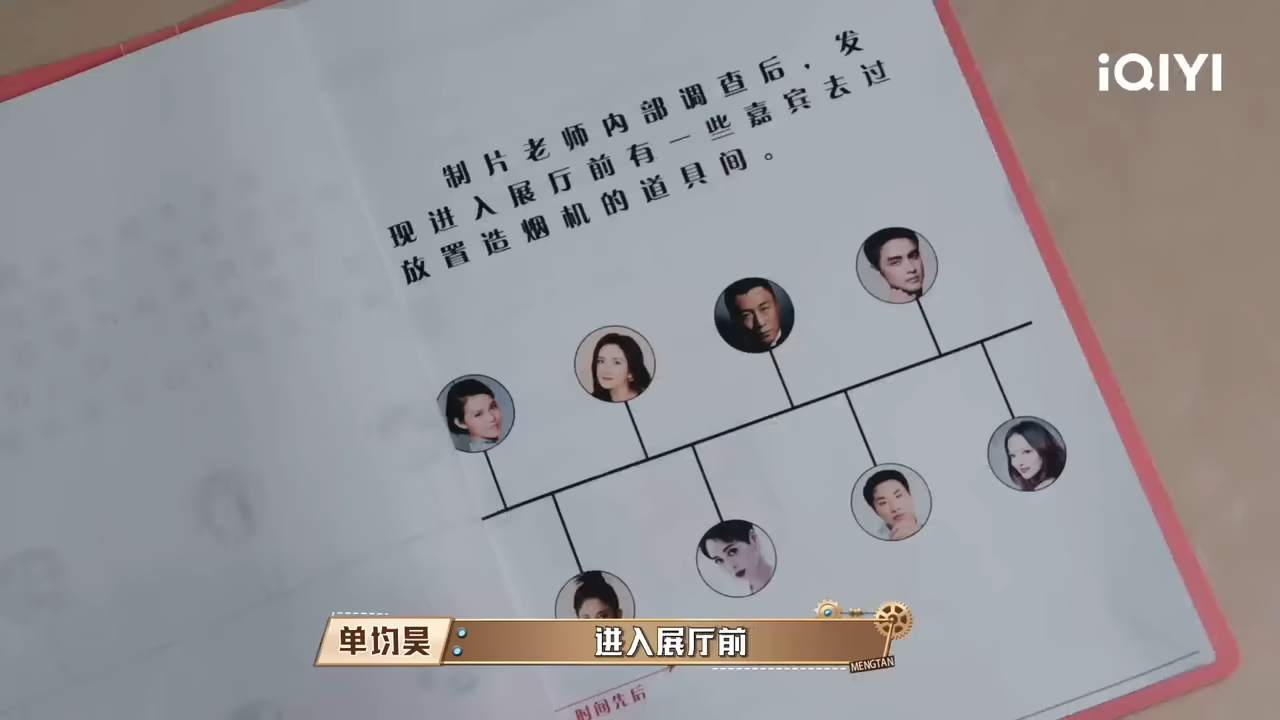 iQIYI
制片老师内部调查后，发
现进入展厅前有一些嘉宾去过
放置造烟机的道具间。
单均昊：进入展厅前
MENGTAN
时间先后